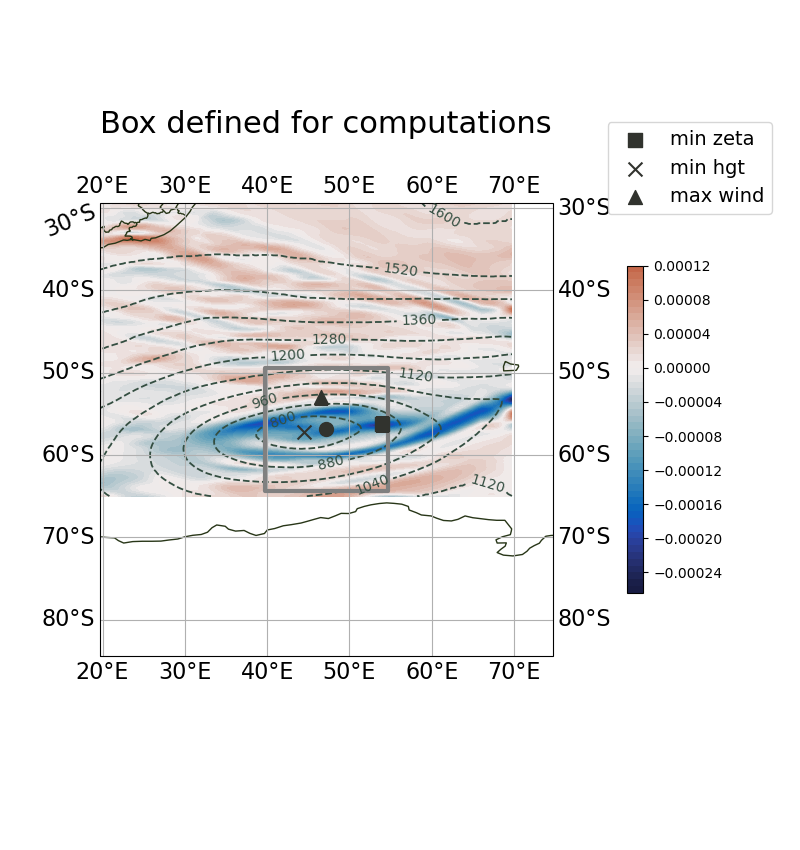 Box defined for computations
min zeta
min hgt
max wind
20°E 30°E 40°E 50°E 60°E 70°E
30°S 30°S
40°S 40°S
50°S 50°S
60°S 60°S
70°S 70°S
80°S 80°S
20°E 30°E 40°E 50°E 60°E 70°E
1600
1520
1360
1280
1200
1120
960
800
880
1040
1120
0.00012
0.00008
0.00004
0.00000
−0.00004
−0.00008
−0.00012
−0.00016
−0.00020
−0.00024